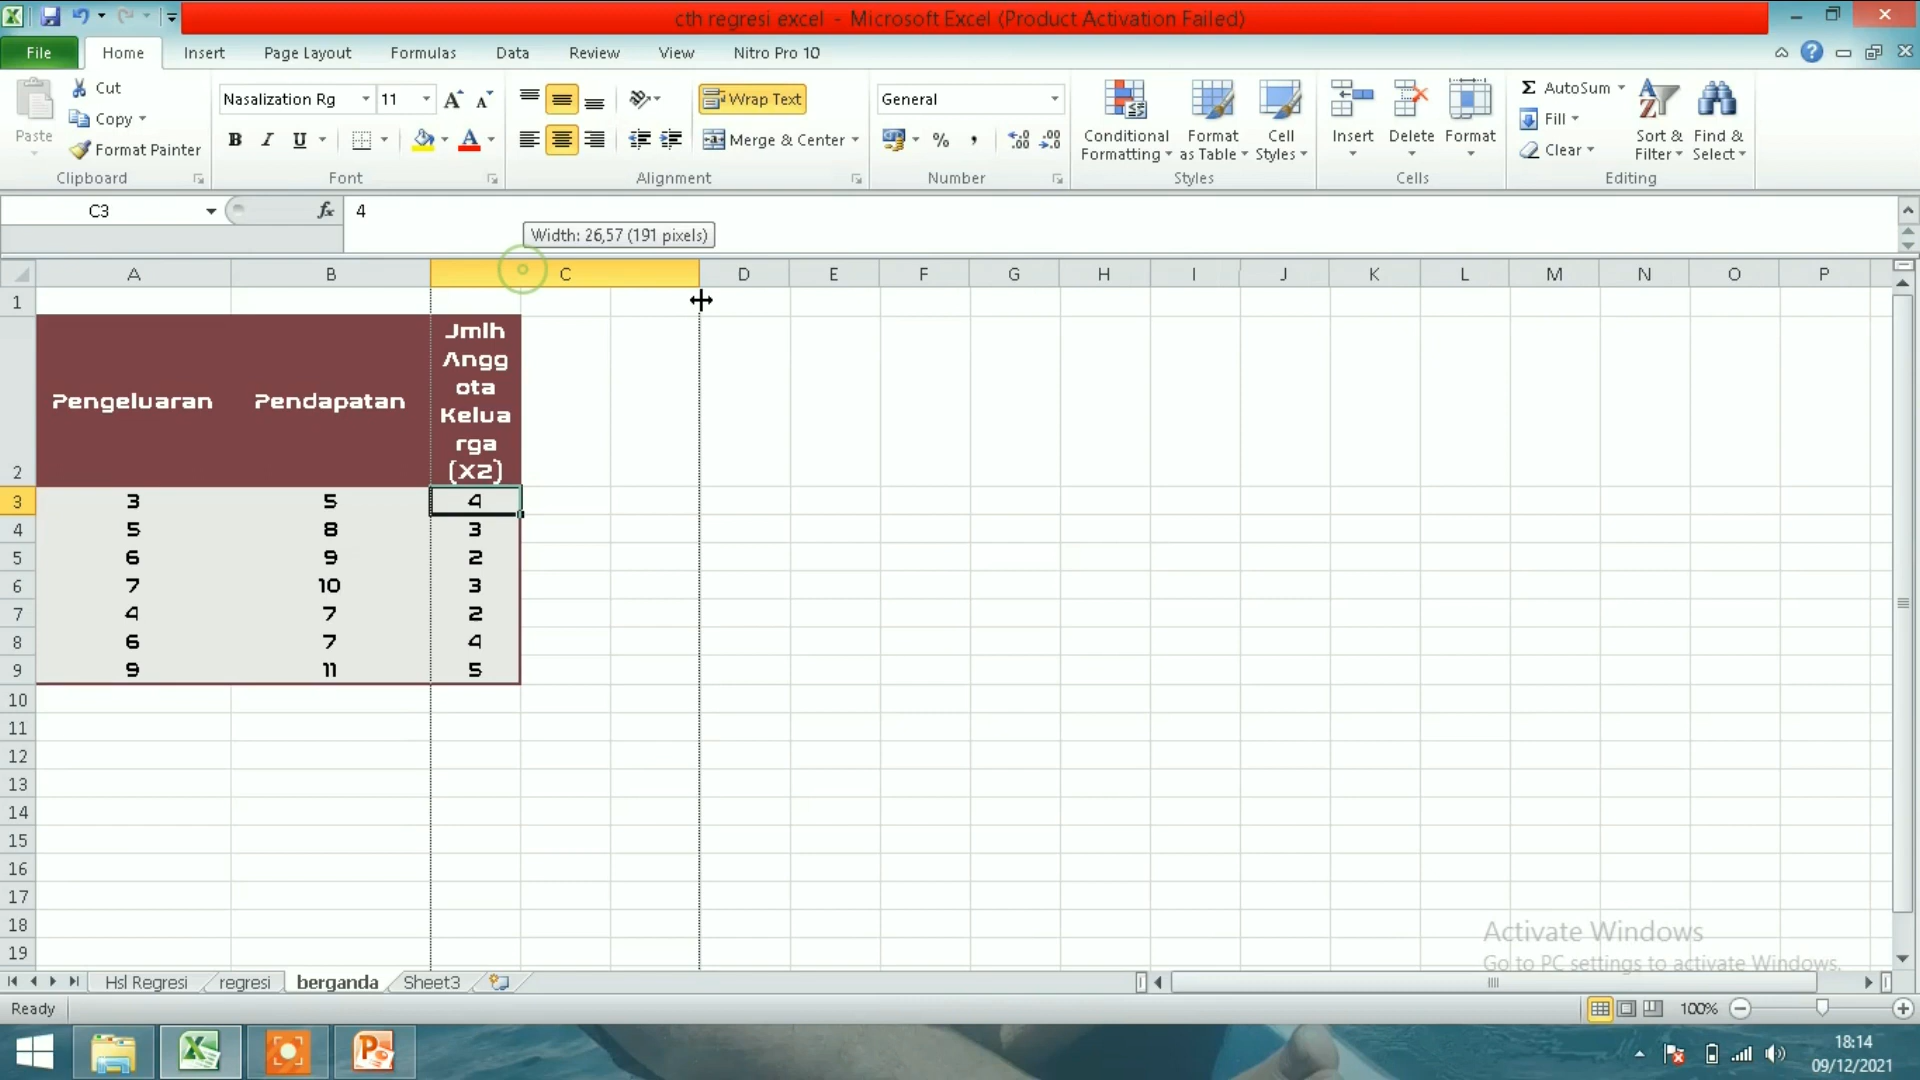 cth regresi excel - Microsoft Excel (Product Activation Failed)
File Home Insert Page Layout Formulas Data Review View Nitro Pro 10
Paste
Cut
Copy
Format Painter
Clipboard
Nasalization Rg 11
B I U
Font
Wrap Text
Merge & Center
Alignment
General
%
Number
Conditional Formatting
Format as Table
Cell Styles
Styles
Insert Delete Format
Cells
AutoSum
Fill
Clear
Sort & Filter
Find & Select
Editing
C3 fx 4
Width: 26,57 (191 pixels)
A B C D E F G H I J K L M N O P
1
2 Pengeluaran Pendapatan Jmlh
Angg
ota
Kelua
rga
(X2)
3 3 5 4
4 5 8 3
5 6 9 2
6 7 10 3
7 4 7 2
8 6 7 4
9 9 11 5
10
11
12
13
14
15
16
17
18
19
Activate Windows
Go to PC settings to activate Windows.
Hsl Regresi regresi berganda Sheet3
Ready 100%
18:14
09/12/2021